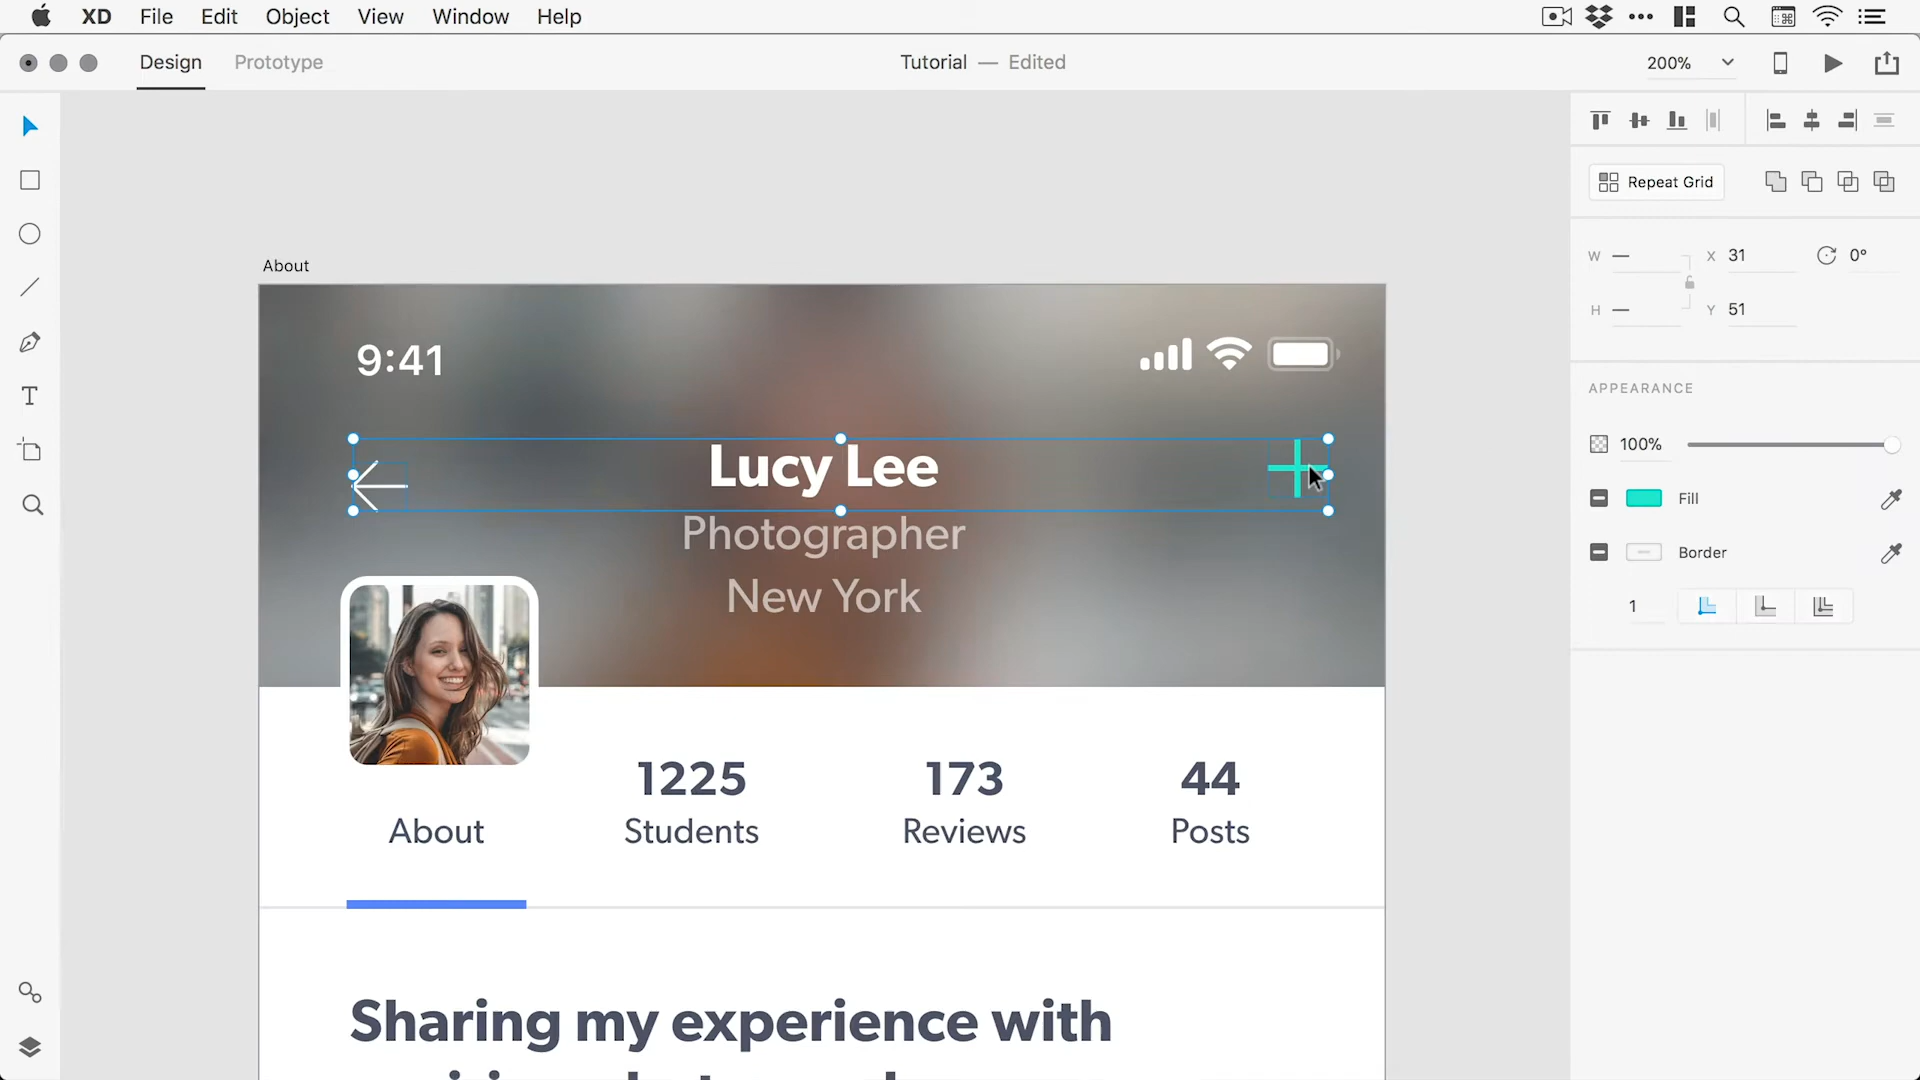 XD File Edit Object View Window Help
Design Prototype Tutorial — Edited 200%
Repeat Grid
W — X 31 0°
H — Y 51
APPEARANCE
100%
Fill
Border
1
About
9:41
Lucy Lee
Photographer
New York
1225 173 44
About Students Reviews Posts
Sharing my experience with